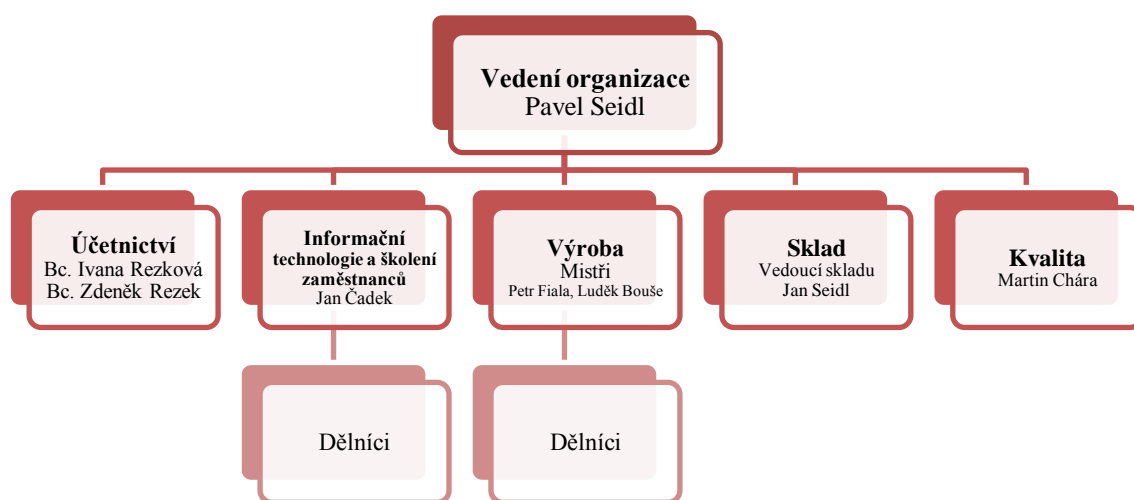 Vedení organizace
Pavel Seidl
Účetnictví
Bc. Ivana Rezková
Bc. Zdeněk Rezek
Informační
technologie a školení
zaměstnanců
Jan Čadek
Výroba
Mistři
Petr Fiala, Luděk Bouše
Sklad
Vedoucí skladu
Jan Seidl
Kvalita
Martin Chára
Dělníci
Dělníci